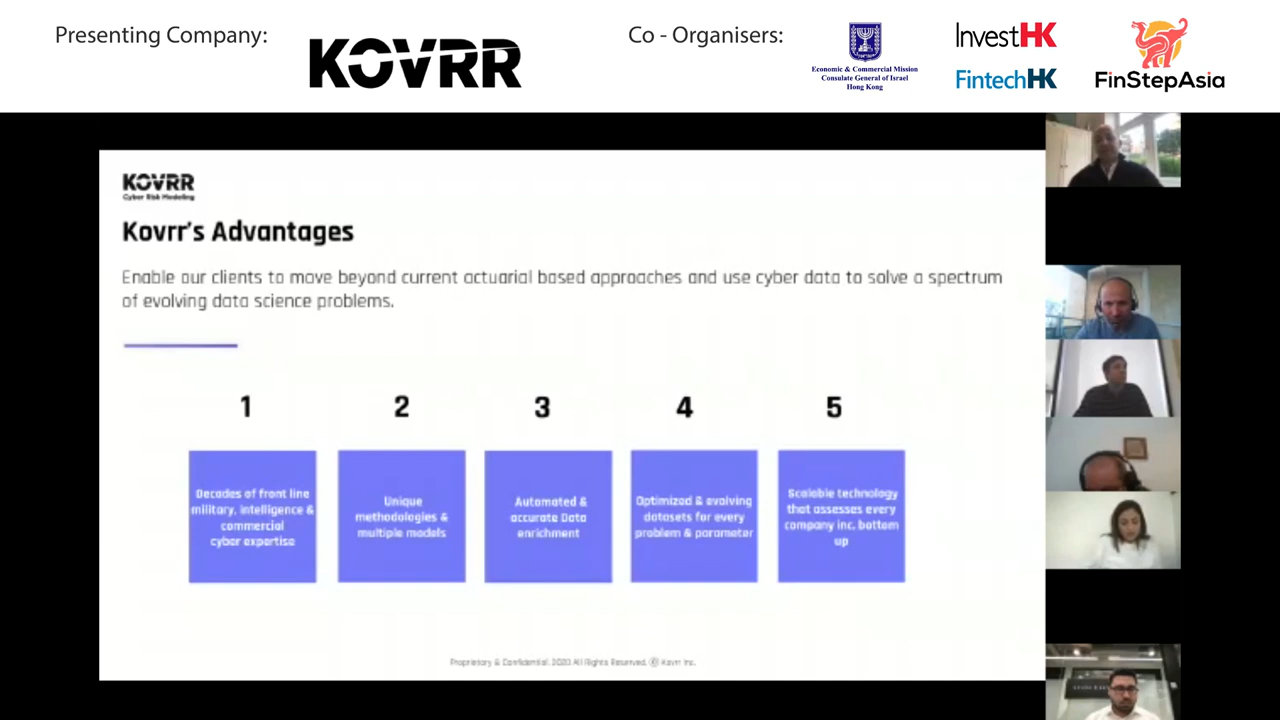 Presenting Company:
KOVRR
Co - Organisers:
Economic & Commercial Mission
Consulate General of Israel
Hong Kong
InvestHK
FintechHK
FinStepAsia
KOVRR
Cyber Risk Modeling
Kovrr's Advantages
Enable our clients to move beyond current actuarial based approaches and use cyber data to solve a spectrum
of evolving data science problems.
1
Decades of front line
military, intelligence &
commercial
cyber expertise
2
Unique
methodologies &
multiple models
3
Automated &
accurate Data
enrichment
4
Optimized & evolving
datasets for every
problem & parameter
5
Scalable technology
that assesses every
company inc. bottom
up
Proprietary & Confidential. 2020 All Rights Reserved. © Kovrr Inc.